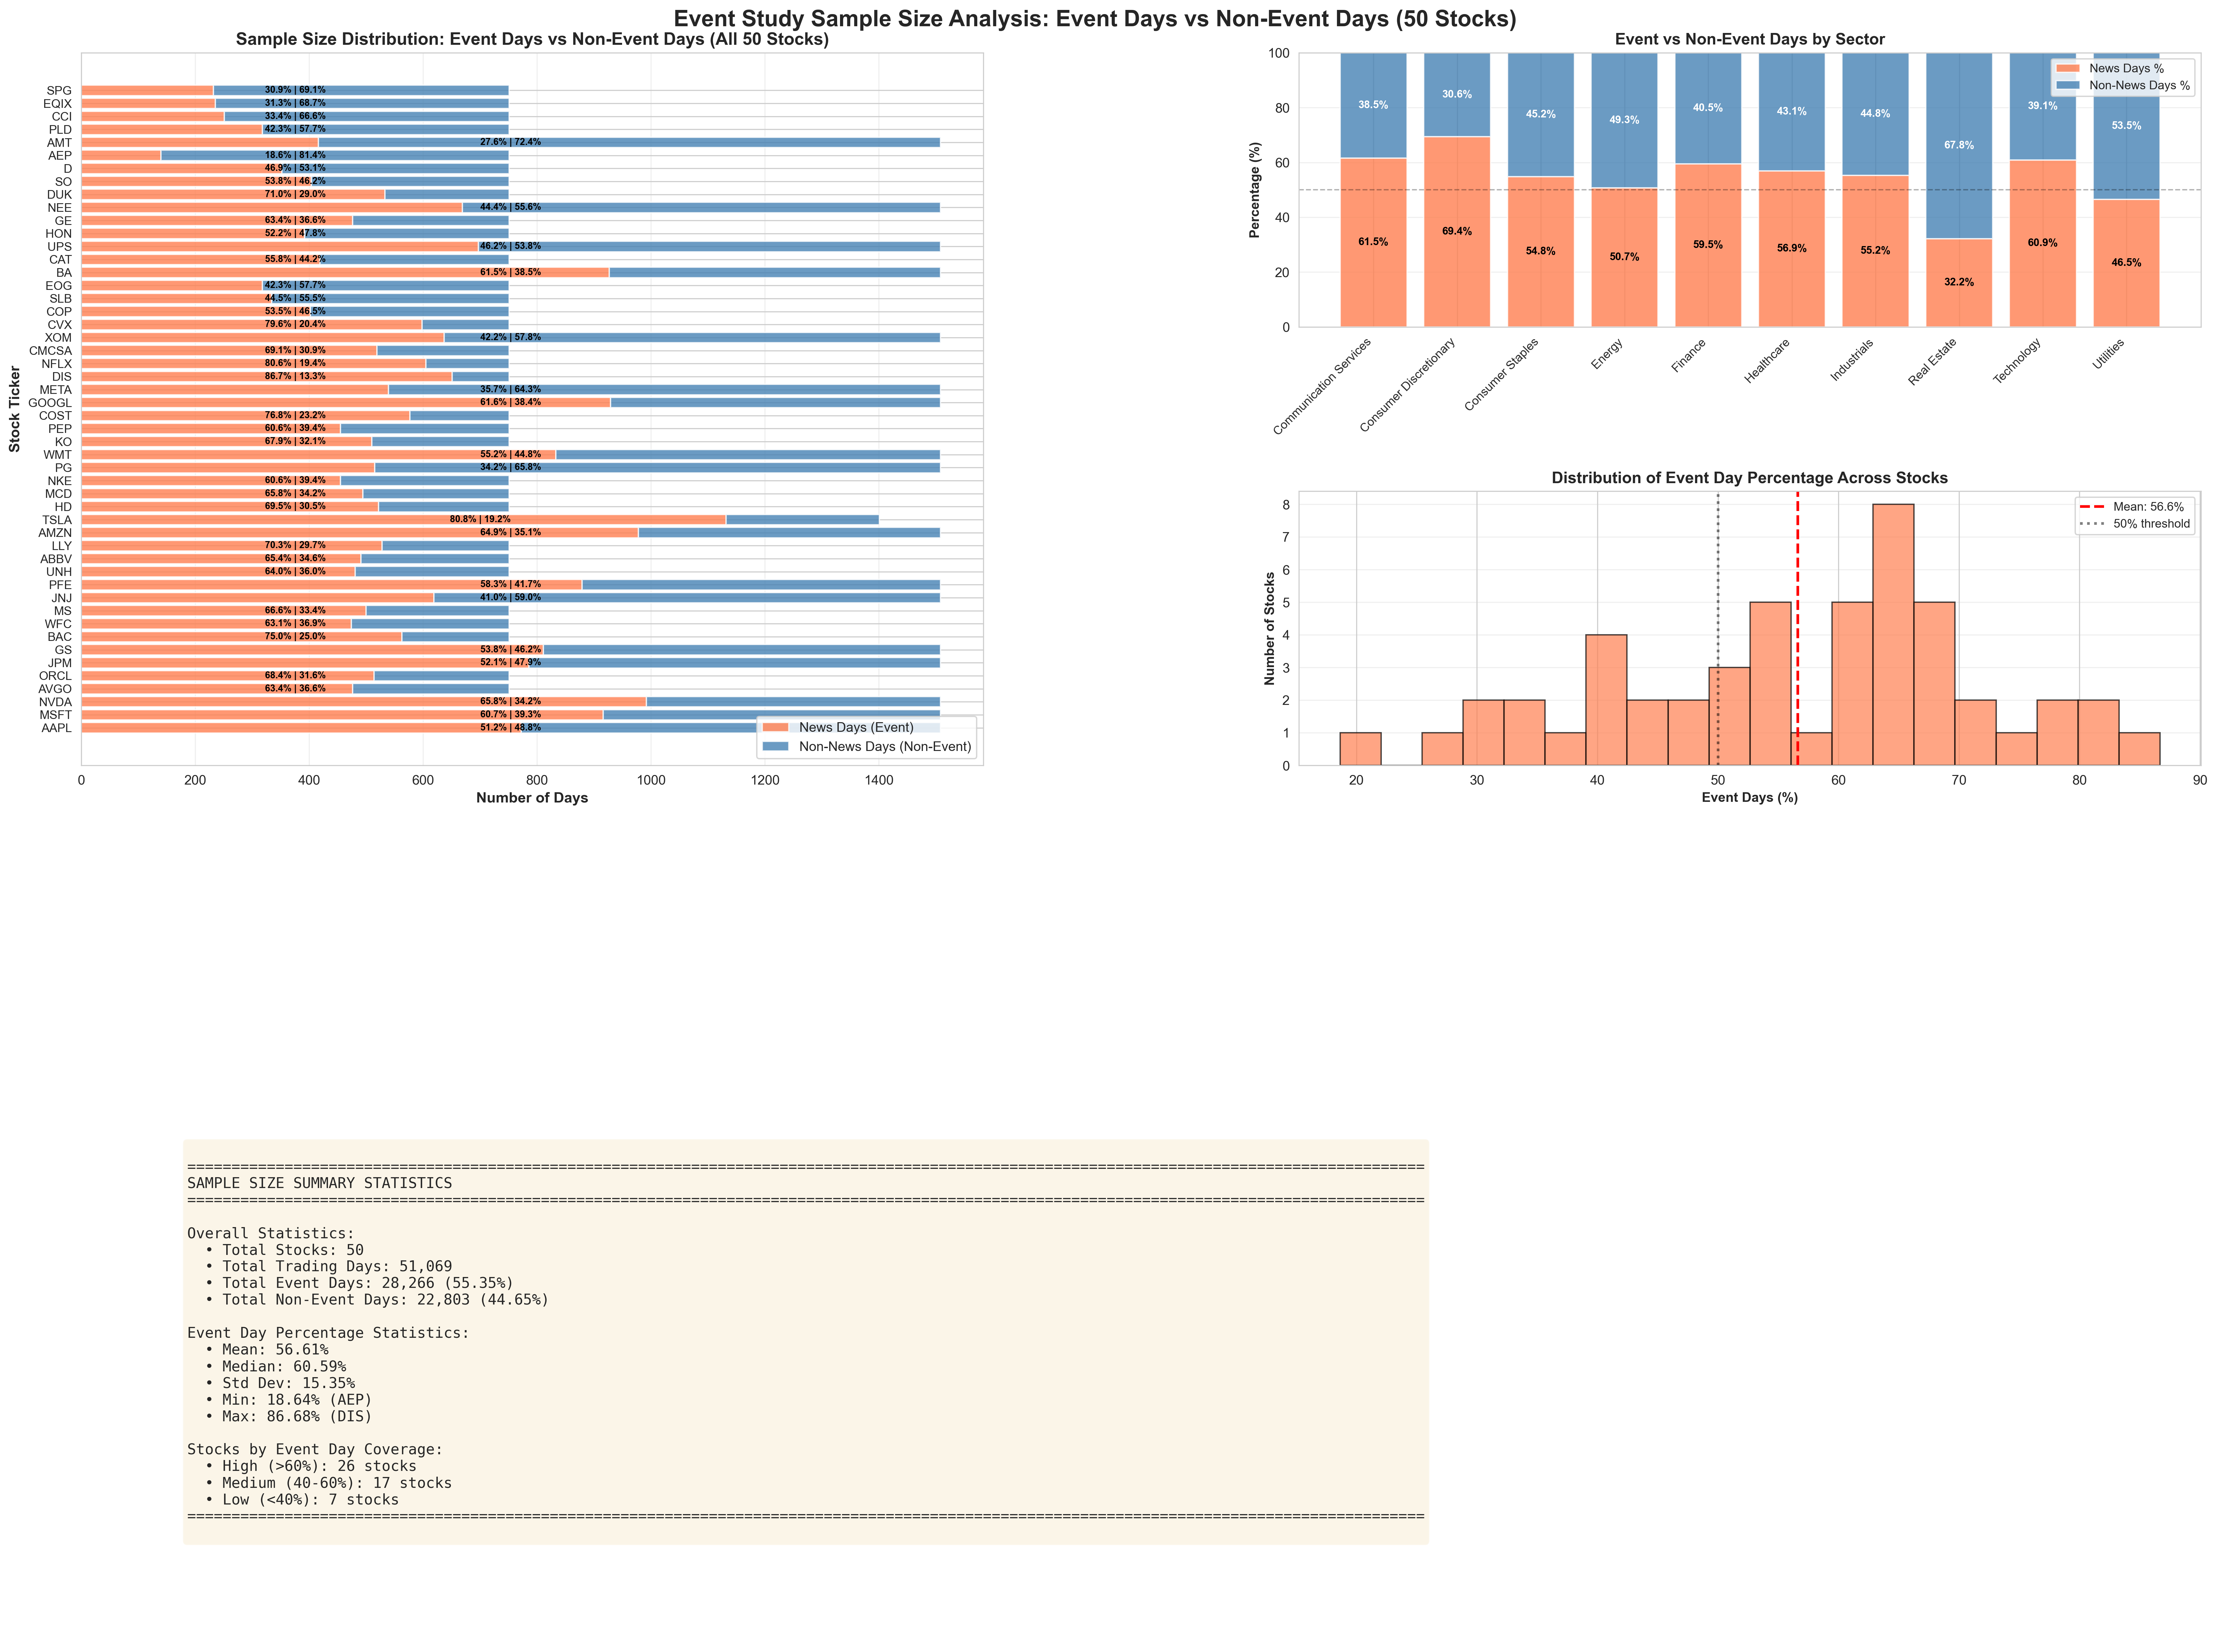 Event Study Sample Size Analysis: Event Days vs Non-Event Days (50 Stocks)
Sample Size Distribution: Event Days vs Non-Event Days (All 50 Stocks)
Stock Ticker
SPG 30.9% | 69.1%
EQIX 31.3% | 68.7%
CCI 33.4% | 66.6%
PLD 42.3% | 57.7%
AMT 27.6% | 72.4%
AEP 18.6% | 81.4%
D 46.9% | 53.1%
SO 53.8% | 46.2%
DUK 71.0% | 29.0%
NEE 44.4% | 55.6%
GE 63.4% | 36.6%
HON 52.2% | 47.8%
UPS 46.2% | 53.8%
CAT 55.8% | 44.2%
BA 61.5% | 38.5%
EOG 42.3% | 57.7%
SLB 44.5% | 55.5%
COP 53.5% | 46.5%
CVX 79.6% | 20.4%
XOM 42.2% | 57.8%
CMCSA 69.1% | 30.9%
NFLX 80.6% | 19.4%
DIS 86.7% | 13.3%
META 35.7% | 64.3%
GOOGL 61.6% | 38.4%
COST 76.8% | 23.2%
PEP 60.6% | 39.4%
KO 67.9% | 32.1%
WMT 55.2% | 44.8%
PG 34.2% | 65.8%
NKE 60.6% | 39.4%
MCD 65.8% | 34.2%
HD 69.5% | 30.5%
TSLA 80.8% | 19.2%
AMZN 64.9% | 35.1%
LLY 70.3% | 29.7%
ABBV 65.4% | 34.6%
UNH 64.0% | 36.0%
PFE 58.3% | 41.7%
JNJ 41.0% | 59.0%
MS 66.6% | 33.4%
WFC 63.1% | 36.9%
BAC 75.0% | 25.0%
GS 53.8% | 46.2%
JPM 52.1% | 47.9%
ORCL 68.4% | 31.6%
AVGO 63.4% | 36.6%
NVDA 65.8% | 34.2%
MSFT 60.7% | 39.3%
AAPL 51.2% | 48.8%
News Days (Event)
Non-News Days (Non-Event)
0 200 400 600 800 1000 1200 1400
Number of Days
Event vs Non-Event Days by Sector
News Days %
Non-News Days %
Percentage (%)
100
80
60
40
20
0
38.5% 30.6% 45.2% 49.3% 40.5% 43.1% 44.8% 67.8% 39.1% 53.5%
61.5% 69.4% 54.8% 50.7% 59.5% 56.9% 55.2% 32.2% 60.9% 46.5%
Communication Services
Consumer Discretionary
Consumer Staples
Energy
Finance
Healthcare
Industrials
Real Estate
Technology
Utilities
Distribution of Event Day Percentage Across Stocks
Mean: 56.6%
50% threshold
Number of Stocks
8
7
6
5
4
3
2
1
0
20 30 40 50 60 70 80 90
Event Days (%)
================================================================================
SAMPLE SIZE SUMMARY STATISTICS
================================================================================
Overall Statistics:
• Total Stocks: 50
• Total Trading Days: 51,069
• Total Event Days: 28,266 (55.35%)
• Total Non-Event Days: 22,803 (44.65%)
Event Day Percentage Statistics:
• Mean: 56.61%
• Median: 60.59%
• Std Dev: 15.35%
• Min: 18.64% (AEP)
• Max: 86.68% (DIS)
Stocks by Event Day Coverage:
• High (>60%): 26 stocks
• Medium (40-60%): 17 stocks
• Low (<40%): 7 stocks
================================================================================